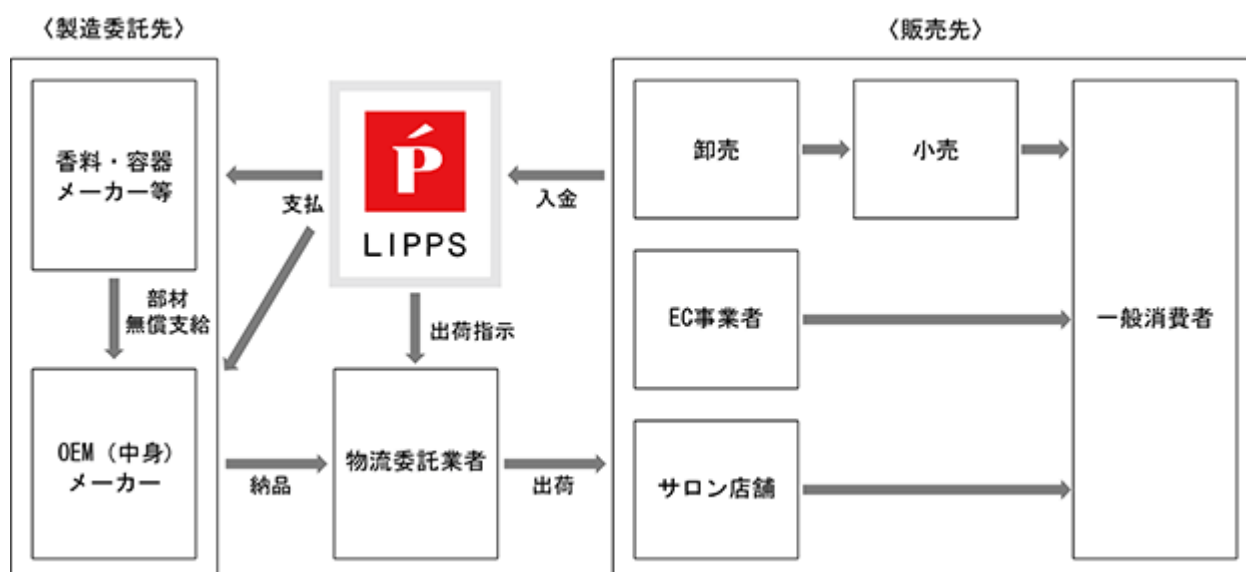 〈製造委託先〉
〈販売先〉
香料・容器
メーカー等
支払
Ṕ
LIPPS
入金
卸売
小売
部材
無償支給
出荷指示
EC事業者
一般消費者
OEM（中身）
メーカー
納品
物流委託業者
出荷
サロン店舗